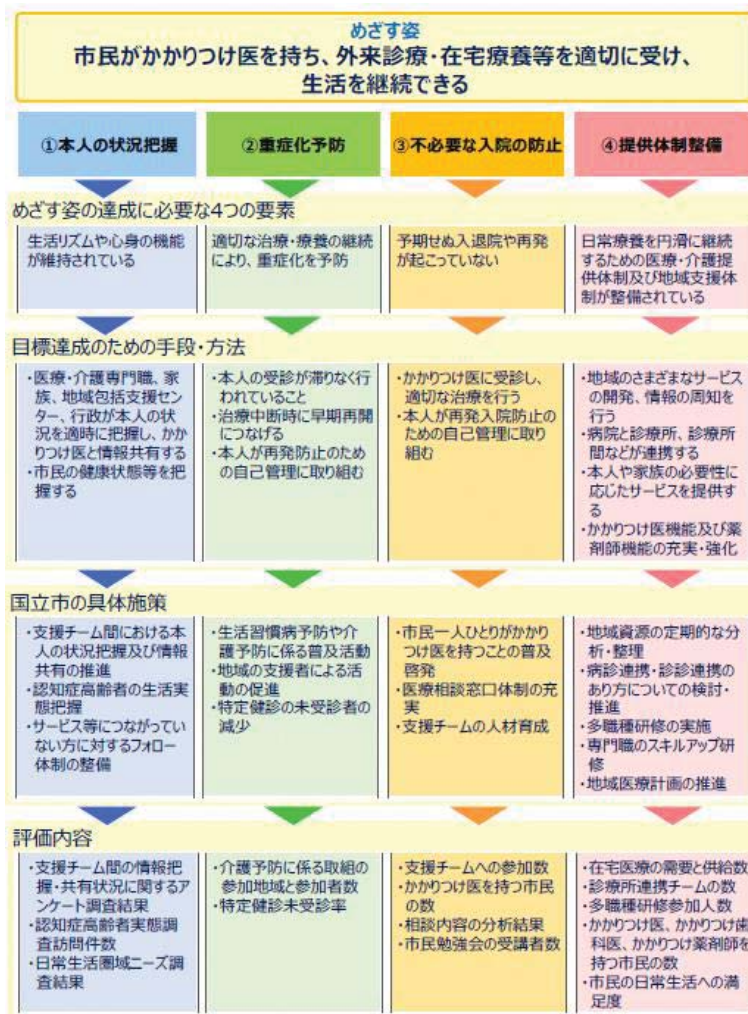 めざす姿
市民がかかりつけ医を持ち、外来診療・在宅療養等を適切に受け、
生活を継続できる
①本人の状況把握
②重症化予防
③不必要な入院の防止
④提供体制整備
めざす姿の達成に必要な4つの要素
生活リズムや心身の機能
が維持されている
適切な治療・療養の継続
により、重症化を予防
予期せぬ入退院や再発
が起こっていない
日常療養を円滑に継続
するための医療・介護提
供体制及び地域支援体
制が整備されている
目標達成のための手段・方法
・医療・介護専門職、家
族、地域包括支援セン
ター、行政が本人の状
況を適時に把握し、かか
りつけ医と情報共有する
・市民の健康状態等を把
握する
・本人の受診が滞りなく行
われていること
・治療中断時に早期再開
につなげる
・本人が再発防止のため
の自己管理に取り組む
・かかりつけ医に受診し、
適切な治療を行う
・本人が再発入院防止の
ための自己管理に取り
組む
・地域のさまざまなサービス
の開発、情報の周知を
行う
・病院と診療所、診療所
間などが連携する
・本人や家族の必要性に
応じたサービスを提供す
る
・かかりつけ医機能及び薬
剤師機能の充実・強化
国立市の具体施策
・支援チーム間における本
人の状況把握及び情報
共有の推進
・認知症高齢者の生活実
態把握
・サービス等につながってい
ない方に対するフォロー
体制の整備
・生活習慣病予防や介
護予防に係る普及活動
・地域の支援者による活
動の促進
・特定健診の未受診者の
減少
・市民一人ひとりがかかり
つけ医を持つことの普及
啓発
・医療相談窓口体制の充
実
・支援チームの人材育成
・地域資源の定期的な分
析・整理
・病診連携・診診連携の
あり方についての検討・
推進
・多職種研修の実施
・専門職のスキルアップ研
修
・地域医療計画の推進
評価内容
・支援チーム間の情報把
握・共有状況に関するア
ンケート調査結果
・認知症高齢者実態調
査訪問件数
・日常生活圏域ニーズ調
査結果
・介護予防に係る取組の
参加地域と参加者数
・特定健診未受診率
・支援チームへの参加数
・かかりつけ医を持つ市民
の数
・相談内容の分析結果
・市民勉強会の受講者数
・在宅医療の需要と供給数
・診療所連携チームの数
・多職種研修参加人数
・かかりつけ医、かかりつけ歯
科医、かかりつけ薬剤師を
持つ市民の数
・市民の日常生活への満
足度